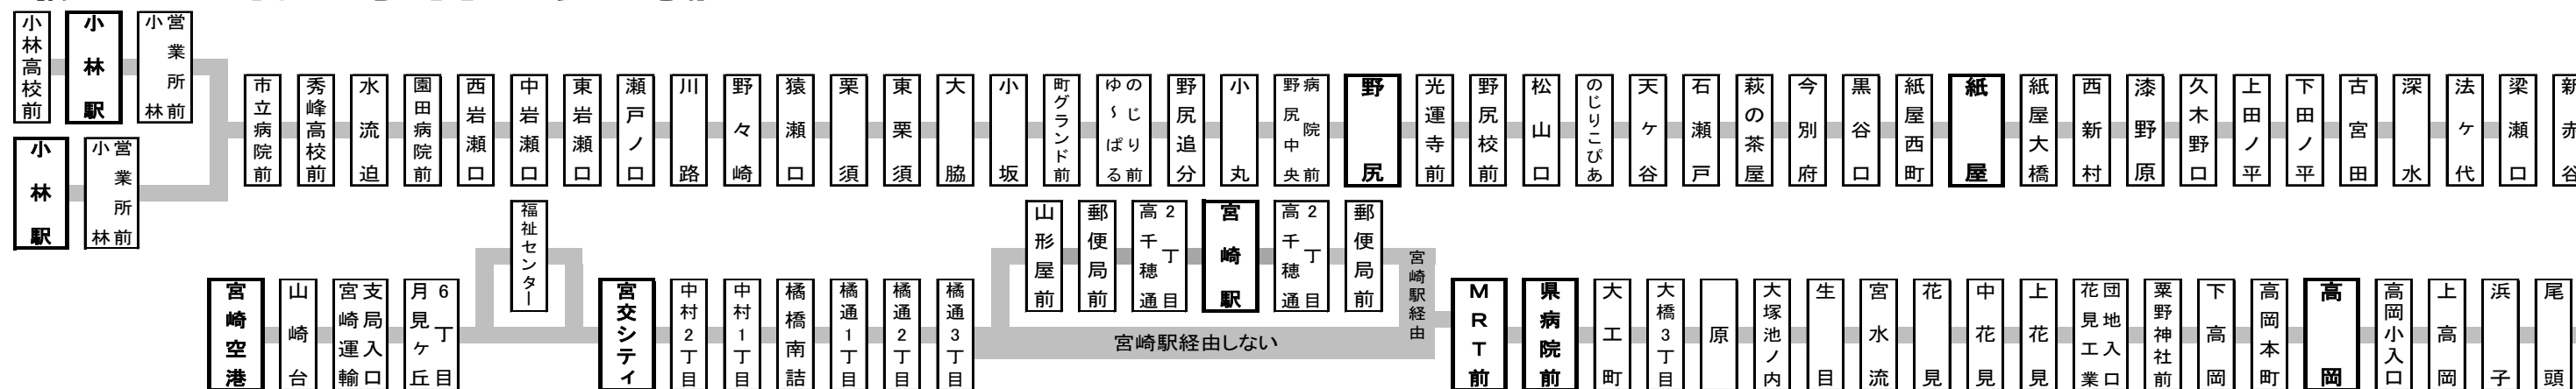 小林高校前
小林駅
小林営業所前
市立病院前
秀峰高校前
水流迫
園田病院前
西岩瀬口
中岩瀬口
東岩瀬口
瀬戸ノ口
川路
野々崎
猿瀬口
栗須
東栗須
大脇
小坂
町グランド前
のじりゆ～ぱる前
野尻追分
小丸
野尻中央病院前
野尻
光運寺前
野尻校前
松山口
のじりこぴあ
天ヶ谷
石瀬戸
萩の茶屋
今別府
黒谷口
紙屋西町
紙屋
紙屋大橋
西新村
漆野原
久木野口
上田ノ平
下田ノ平
古宮田
深水
法ヶ代
梁瀬口
新赤谷
小林駅
小林営業所前
福祉センター
山形屋前
郵便局前
高千穂通2丁目
宮崎駅
高千穂通2丁目
郵便局前
宮崎駅経由
宮崎空港
山崎台
宮崎運輸支局入口
月見ヶ丘6丁目
宮交シティ
中村2丁目
中村1丁目
橘橋南詰
橘通1丁目
橘通2丁目
橘通3丁目
宮崎駅経由しない
MRT前
県病院前
大工町
大橋3丁目
原
大塚池ノ内
生目
宮水流
花見
中花見
上花見
花見工業団地入口
粟野神社前
下高岡
高岡本町
高岡
高岡小入口
上高岡
浜子
尾頭